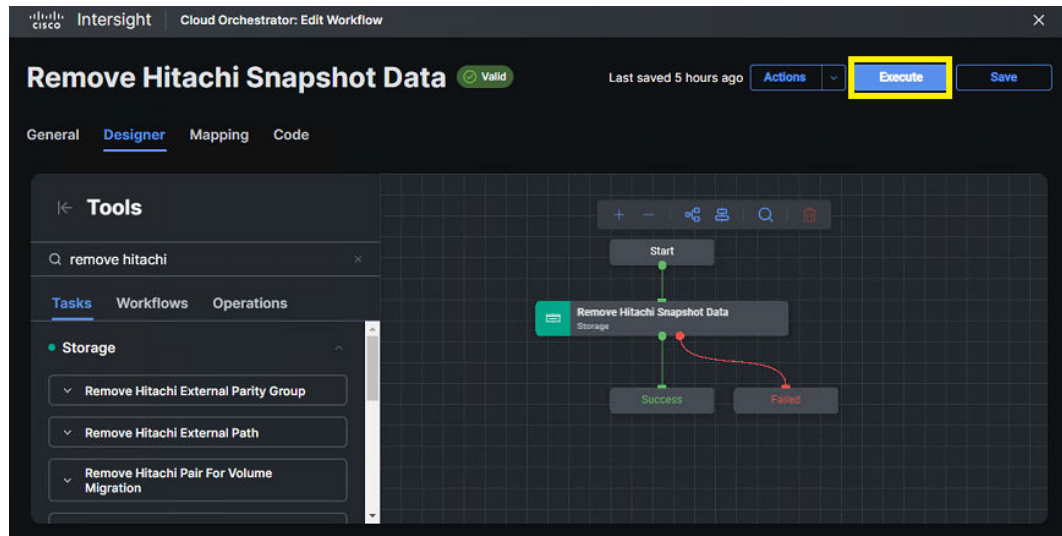 cisco Intersight Cloud Orchestrator: Edit Workflow
Remove Hitachi Snapshot Data Valid Last saved 5 hours ago Actions Execute Save
General Designer Mapping Code
Tools
remove hitachi
Tasks Workflows Operations
Storage
Remove Hitachi External Parity Group
Remove Hitachi External Path
Remove Hitachi Pair For Volume
Migration
Start
Remove Hitachi Snapshot Data
Storage
Success Failed